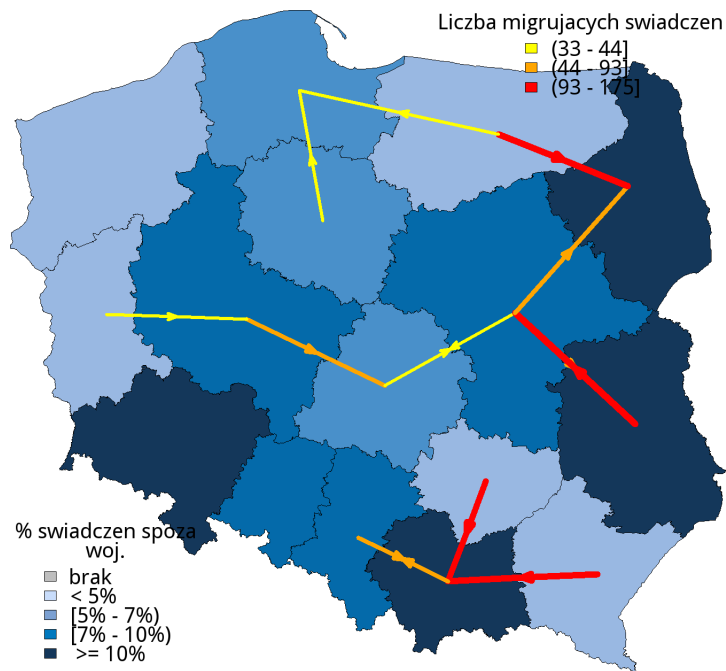 Liczba migrujacych swiadczen
(33 - 44]
(44 - 93]
(93 - 175]
% swiadczen spoza
woj.
brak
< 5%
[5% - 7%)
[7% - 10%)
>= 10%